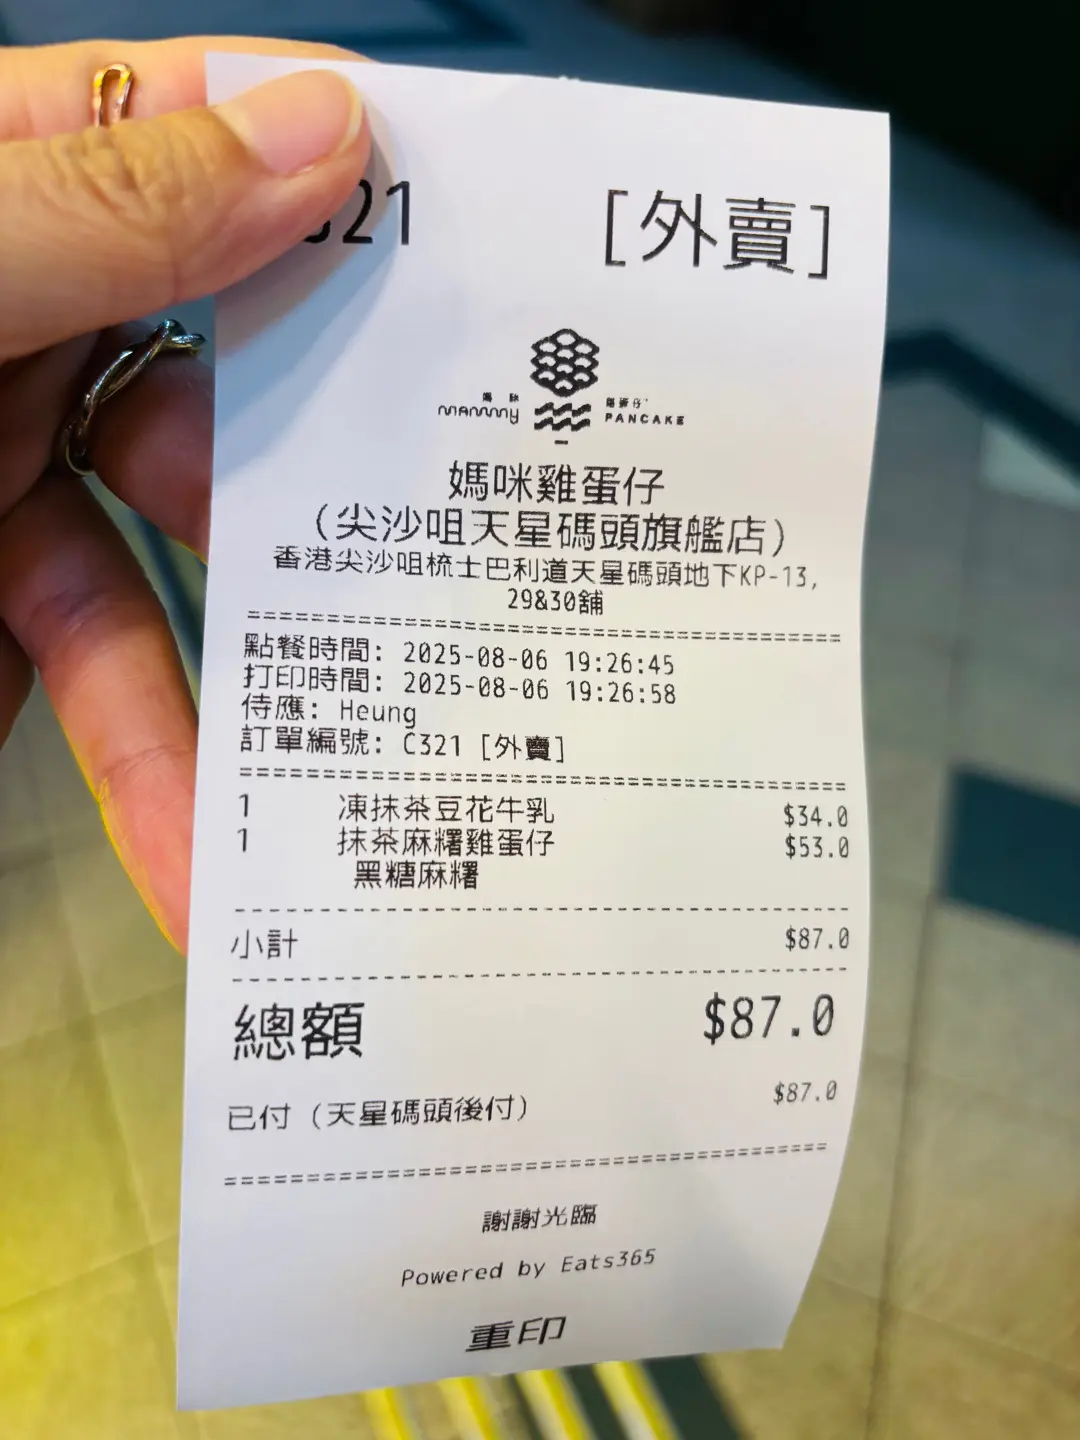 321
[外賣]
媽咪 雞蛋仔
mammy PANCAKE
媽咪雞蛋仔
(尖沙咀天星碼頭旗艦店)
香港尖沙咀梳士巴利道天星碼頭地下KP-13,
29&30舖
點餐時間: 2025-08-06 19:26:45
打印時間: 2025-08-06 19:26:58
侍應: Heung
訂單編號: C321 [外賣]
1 凍抹茶豆花牛乳 $34.0
1 抹茶麻糬雞蛋仔 $53.0
黑糖麻糬
小計 $87.0
總額 $87.0
已付 (天星碼頭後付) $87.0
謝謝光臨
Powered by Eats365
重印